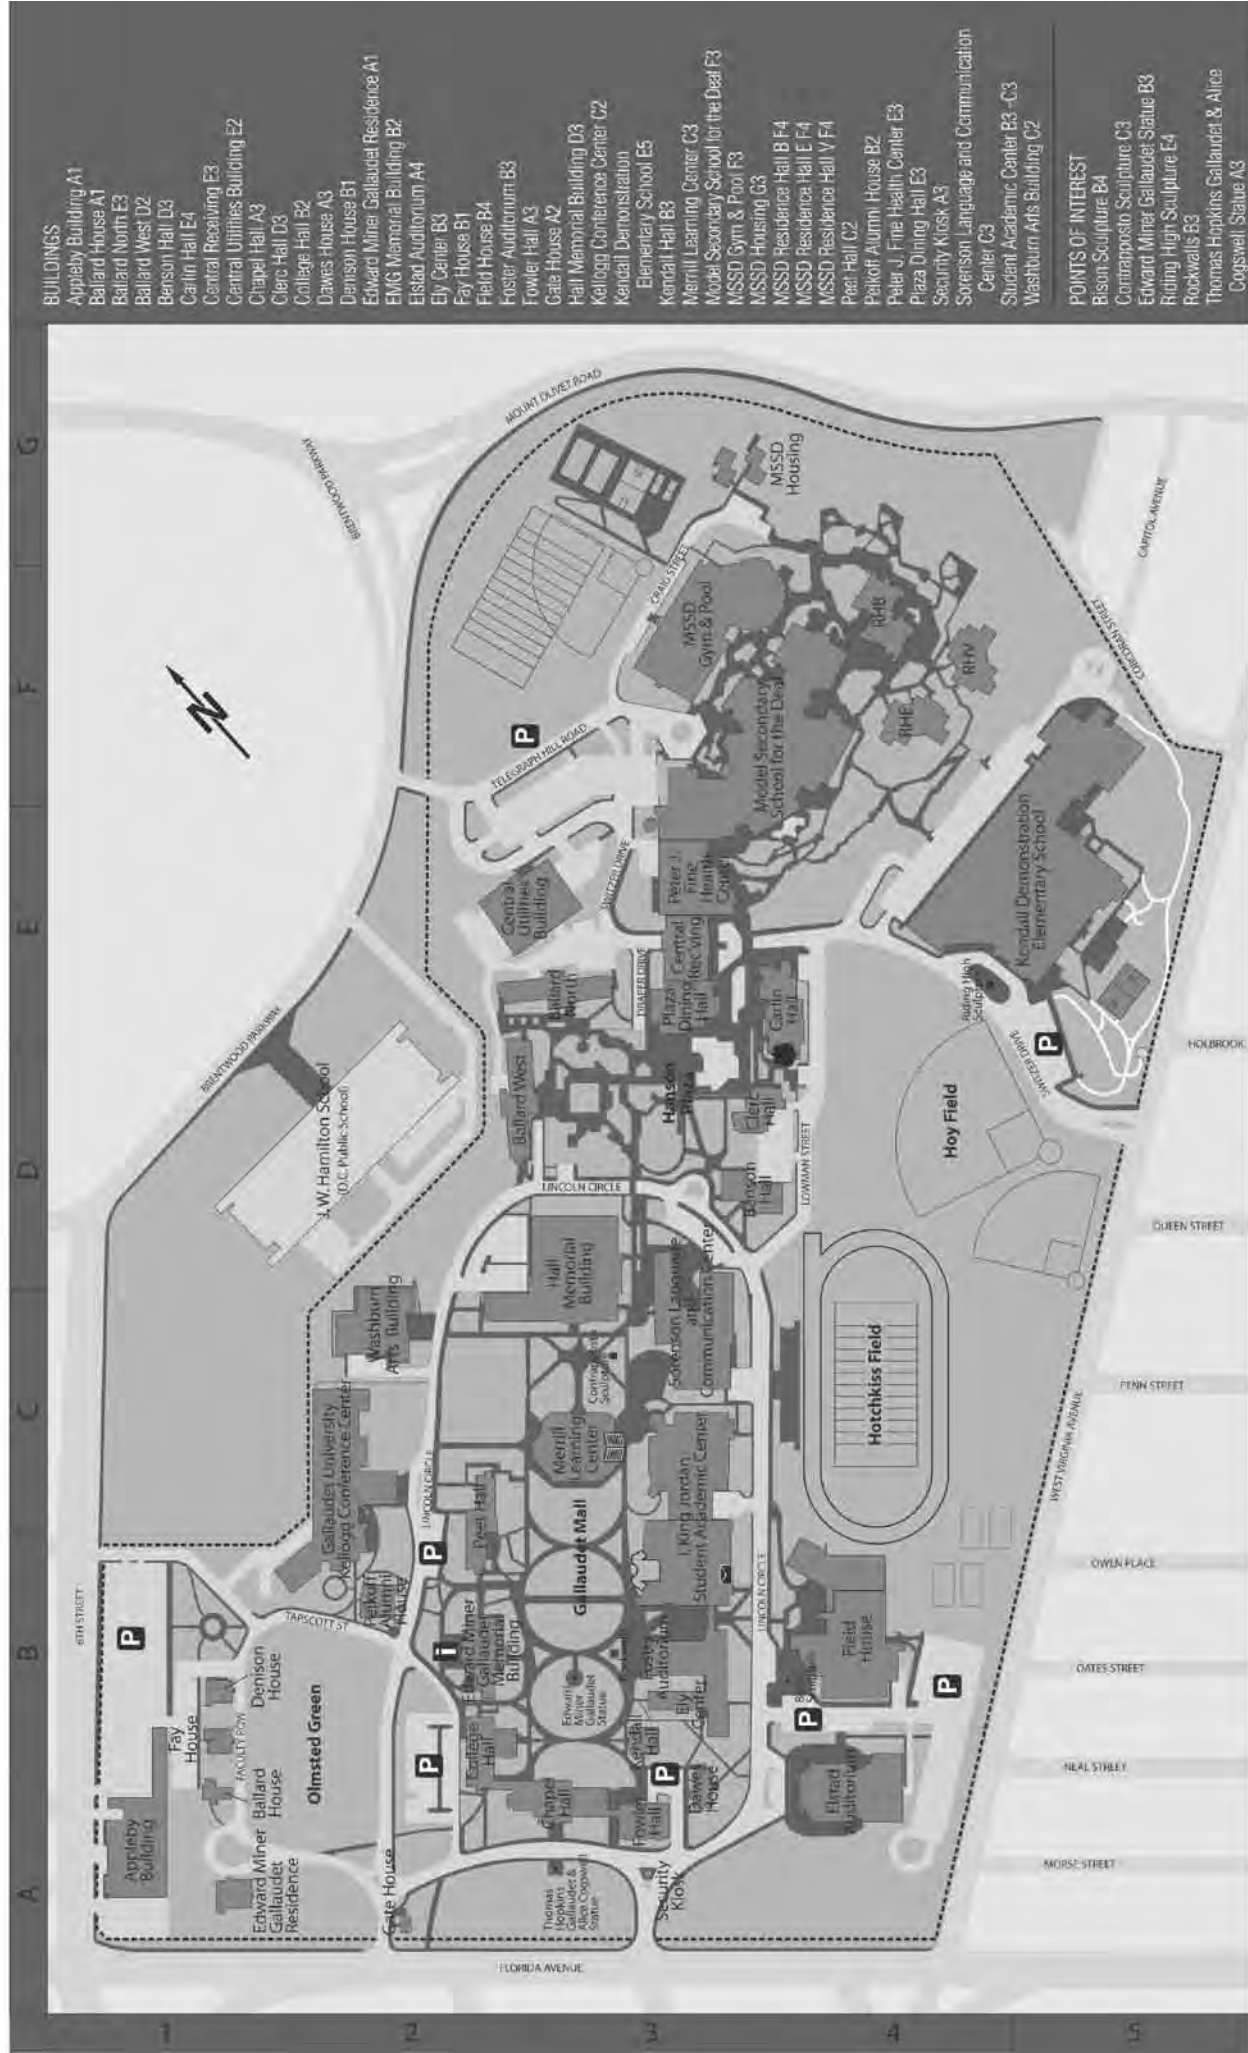 BUILDINGS
Appleby Building A1
Ballard House A1
Ballard North E3
Ballard West D2
Benson Hall D3
Carlin Hall E4
Central Receiving E3
Central Utilities Building E2
Chapel Hall A3
Clerc Hall D3
College Hall B2
Dawes House A3
Denison House B1
Edward Miner Gallaudet Residence A1
EMG Memorial Building B2
Elstad Auditorium A4
Ely Center B3
Fay House B1
Field House B4
Foster Auditorium B3
Fowler Hall A3
Gate House A2
Hall Memorial Building D3
Kellogg Conference Center C2
Kendall Demonstration
Elementary School E5
Kendall Hall B3
Merrill Learning Center C3
Model Secondary School for the Deaf F3
MSSD Gym & Pool F3
MSSD Housing G3
MSSD Residence Hall B F4
MSSD Residence Hall E F4
MSSD Residence Hall V F4
Peet Hall C2
Peikoff Alumni House B2
Peter J. Fine Health Center E3
Plaza Dining Hall E3
Security Kiosk A3
Sorenson Language and Communication
Center C3
Student Academic Center B3 -C3
Washburn Arts Building C2
POINTS OF INTEREST
Bison Sculpture B4
Contrapposto Sculpture C3
Edward Miner Gallaudet Statue B3
Riding High Sculpture E4
Rockwalls B3
Thomas Hopkins Gallaudet & Alice
Cogswell Statue A3
A
B
C
D
E
F
G
1
2
3
4
5
N
6TH STREET
BRENTWOOD PARKWAY
BRENTWOOD PARKWAY
MOUNT OLIVET ROAD
P
Appleby
Building
Fay
House
Denison
House
FACULTY ROW
Ballard
House
Edward Miner
Gallaudet
Residence
Olmsted Green
TAPSCOTT ST
Gallaudet University
Kellogg Conference Center
Peikoff
Alumni
House
Washburn
Arts Building
J.W. Hamilton School
(D.C. Public School)
Gate House
P
P
i
LINCOLN CIRCLE
College
Hall
Edward Miner
Gallaudet
Memorial
Building
Peet Hall
Chapel
Hall
Edward
Miner
Gallaudet
Statue
Gallaudet Mall
Merrill
Learning
Center
Contrapposto
Sculpture
Hall
Memorial
Building
LINCOLN CIRCLE
Ballard West
Ballard
North
Central
Utilities
Building
TELEGRAPH HILL ROAD
P
SWITZER DRIVE
DRAPER DRIVE
Hanson
Plaza
Plaza
Dining
Hall
Central
Rec'ving
Peter J.
Fine
Health
Center
Model Secondary
School for the Deaf
MSSD
Gym & Pool
CRAIG STREET
MSSD
Housing
RHB
RHE
RHV
FLORIDA AVENUE
Thomas
Hopkins
Gallaudet &
Alice Cogswell
Statue
Security
Kiosk
Fowler
Hall
Kendall
Hall
P
Dawes
House
Ely
Center
Foster
Auditorium
I. King Jordan
Student Academic Center
Sorenson Language
and
Communication Center
LINCOLN CIRCLE
Benson
Hall
Clerc
Hall
Carlin
Hall
LOWMAN STREET
Elstad
Auditorium
P
Field
House
P
Hotchkiss Field
Hoy Field
Riding High
Sculpture
SWITZER DRIVE
P
Kendall Demonstration
Elementary School
CORCORAN STREET
CAPITOL AVENUE
WEST VIRGINIA AVENUE
MORSE STREET
NEAL STREET
OATES STREET
OWEN PLACE
PENN STREET
QUEEN STREET
HOLBROOK